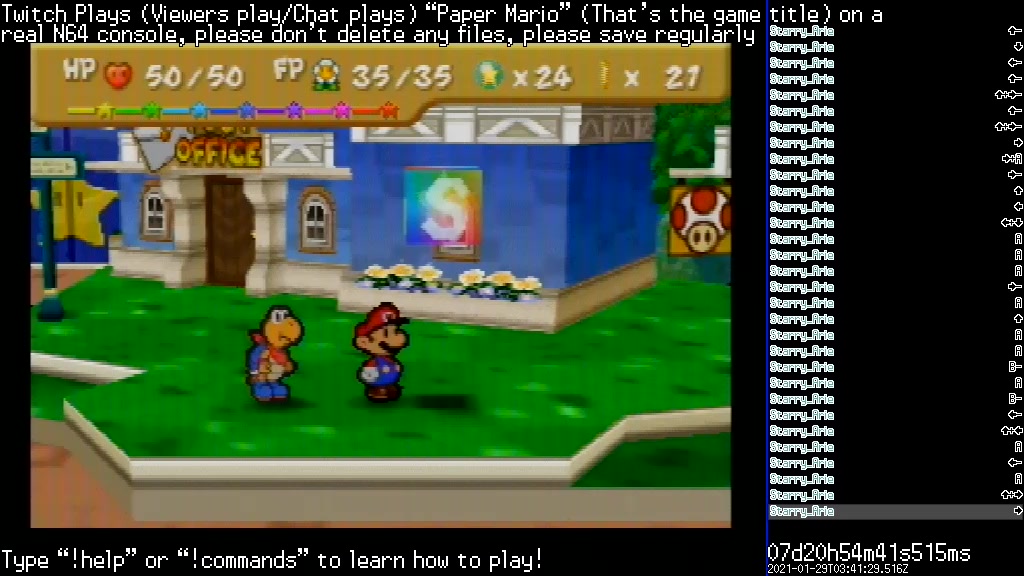 Twitch Plays (Viewers play/Chat plays) “Paper Mario” (That's the game title) on a
real N64 console, please don't delete any files, please save regularly
HP 50/50 FP 35/35 x24 x 21
OFFICE
S
Starry_Arie
Starry_Arie
Starry_Arie
Starry_Arie
Starry_Arie
Starry_Arie
Starry_Arie
Starry_Arie
Starry_Arie A
Starry_Arie
Starry_Arie
Starry_Arie
Starry_Arie
Starry_Arie A
Starry_Arie A
Starry_Arie A
Starry_Arie
Starry_Arie A
Starry_Arie
Starry_Arie A
Starry_Arie A
Starry_Arie B
Starry_Arie A
Starry_Arie B
Starry_Arie
Starry_Arie
Starry_Arie A
Starry_Arie
Starry_Arie A
Starry_Arie
Starry_Arie
Type “!help” or “!commands” to learn how to play!
07d20h54m41s515ms
2021-01-29T03:41:29.516Z